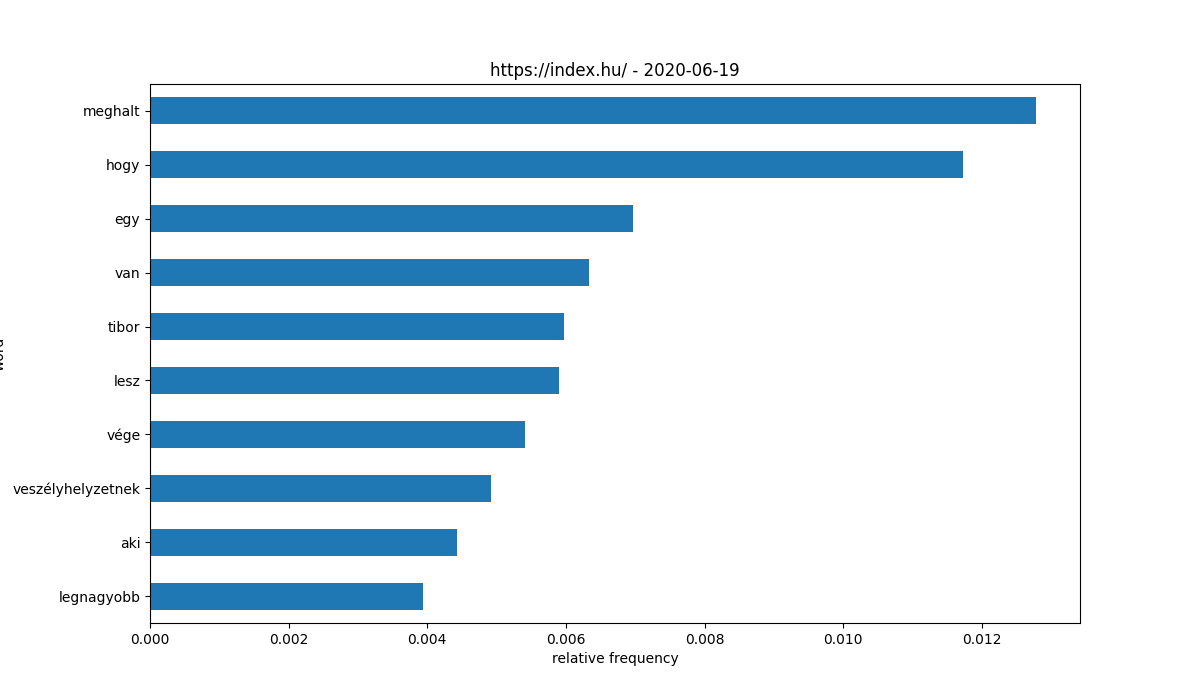 https://index.hu/ - 2020-06-19
meghalt
hogy
egy
van
tibor
lesz
vége
veszélyhelyzetnek
aki
legnagyobb
0.000 0.002 0.004 0.006 0.008 0.010 0.012
relative frequency